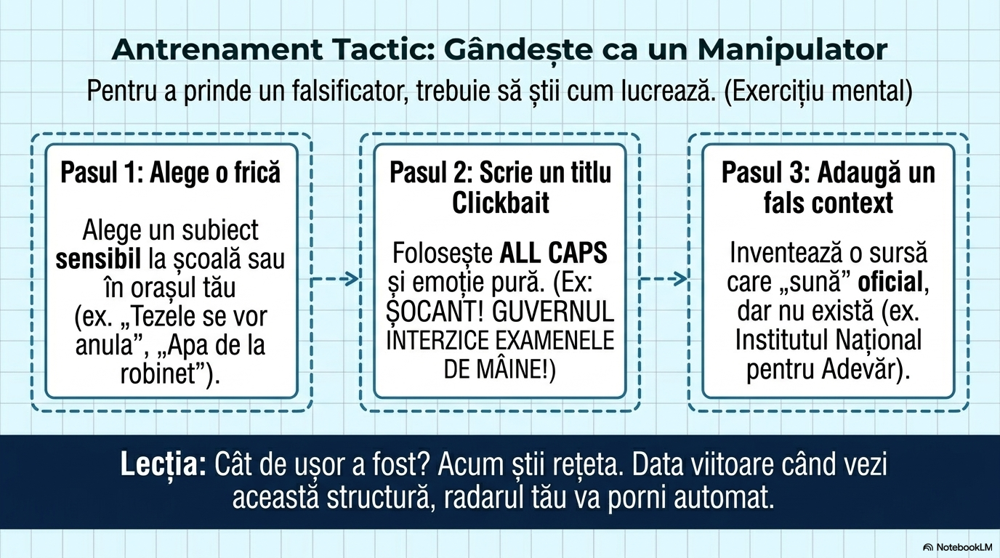 Antrenament Tactic: Gândește ca un Manipulator
Pentru a prinde un falsificator, trebuie să știi cum lucrează. (Exercițiu mental)
Pasul 1: Alege o frică
Alege un subiect
sensibil la școală sau
în orașul tău
(ex. „Tezele se vor
anula”, „Apa de la
robinet”).
Pasul 2: Scrie un titlu
Clickbait
Folosește ALL CAPS
și emoție pură. (Ex:
ȘOCANT! GUVERNUL
INTERZICE EXAMENELE
DE MÂINE!)
Pasul 3: Adaugă un
fals context
Inventează o sursă
care „sună” oficial,
dar nu există (ex.
Institutul Național
pentru Adevăr).
Lecția: Cât de ușor a fost? Acum știi rețeta. Data viitoare când vezi
această structură, radarul tău va porni automat.
NotebookLM